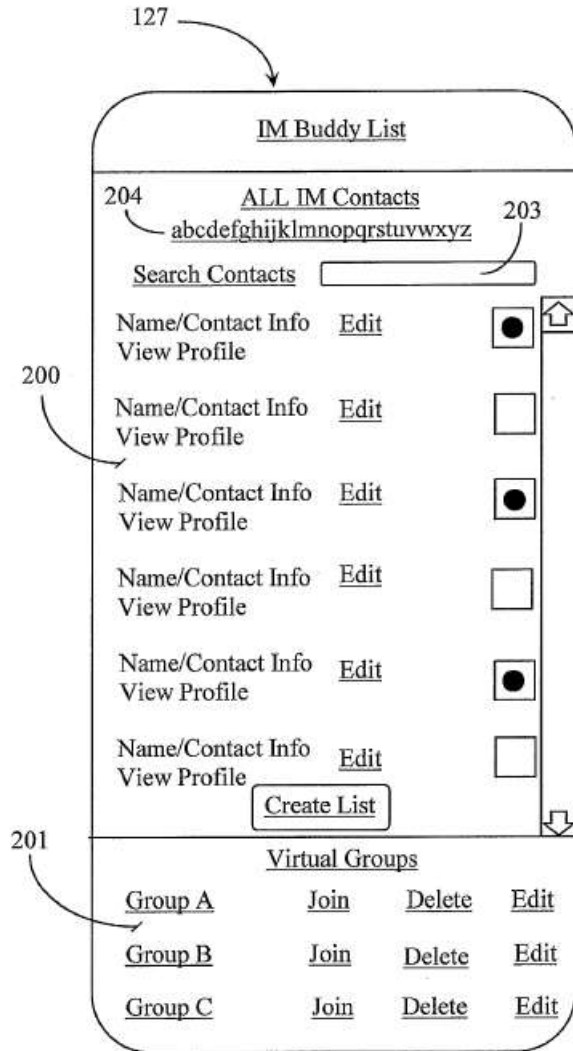 127
IM Buddy List
ALL IM Contacts
204
abcdefghijklmnopqrstuvwxyz
203
Search Contacts
Name/Contact Info Edit
View Profile
200
Name/Contact Info Edit
View Profile
Name/Contact Info Edit
View Profile
Name/Contact Info Edit
View Profile
Name/Contact Info Edit
View Profile
Name/Contact Info Edit
View Profile
Create List
201
Virtual Groups
Group A Join Delete Edit
Group B Join Delete Edit
Group C Join Delete Edit